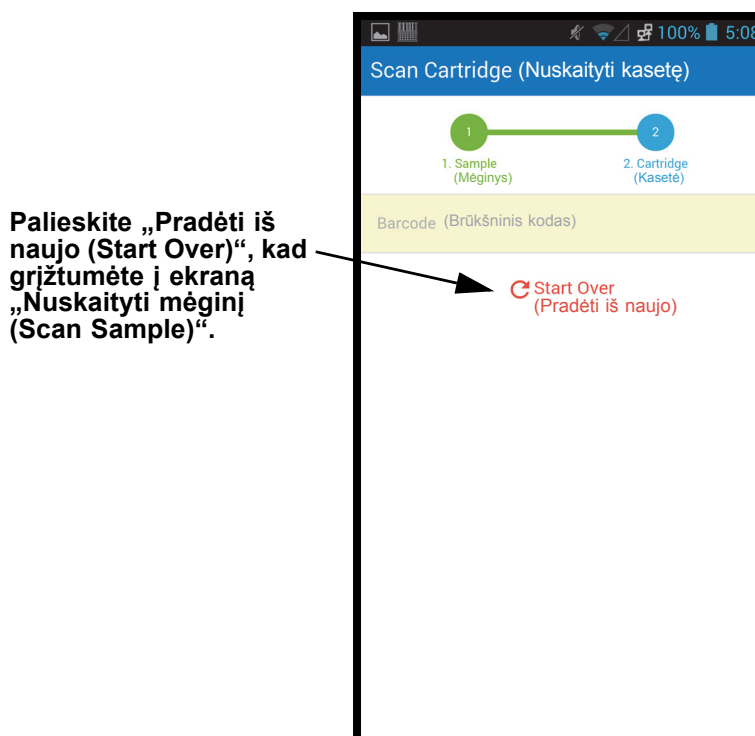 100% 5:08
Scan Cartridge (Nuskaityti kasetę)
1
2
1. Sample
(Mėginys)
2. Cartridge
(Kasetė)
Barcode (Brūkšninis kodas)
Palieskite „Pradėti iš
naujo (Start Over)“, kad
grįžtumėte į ekraną
„Nuskaityti mėginį
(Scan Sample)“.
Start Over
(Pradėti iš naujo)